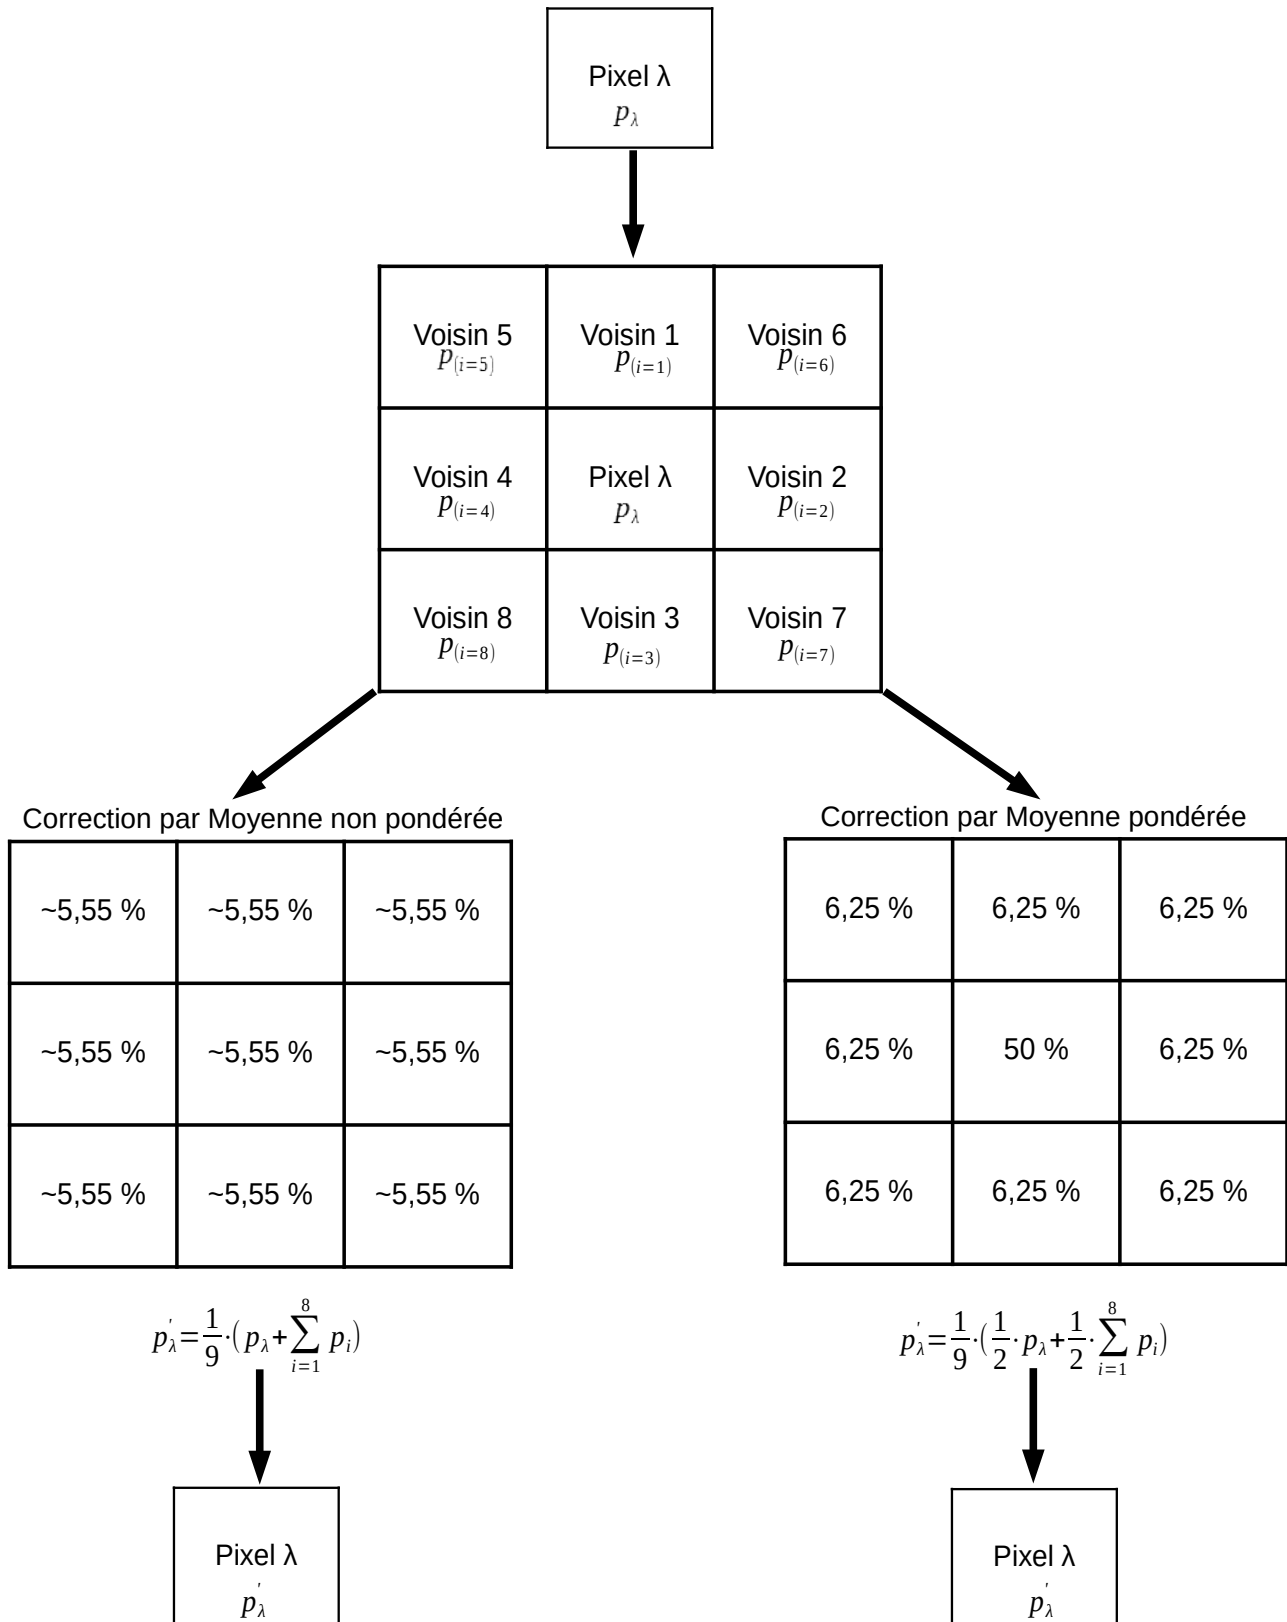 Pixel λ
p_λ
Voisin 5 Voisin 1 Voisin 6
p_(i=5) p_(i=1) p_(i=6)
Voisin 4 Pixel λ Voisin 2
p_(i=4) p_λ p_(i=2)
Voisin 8 Voisin 3 Voisin 7
p_(i=8) p_(i=3) p_(i=7)
Correction par Moyenne non pondérée
~5,55 % ~5,55 % ~5,55 %
~5,55 % ~5,55 % ~5,55 %
~5,55 % ~5,55 % ~5,55 %
p'_λ = 1/9·(p_λ + ∑_{i=1}^{8} p_i)
Pixel λ
p'_λ
Correction par Moyenne pondérée
6,25 % 6,25 % 6,25 %
6,25 % 50 % 6,25 %
6,25 % 6,25 % 6,25 %
p'_λ = 1/9·(1/2·p_λ + 1/2·∑_{i=1}^{8} p_i)
Pixel λ
p'_λ